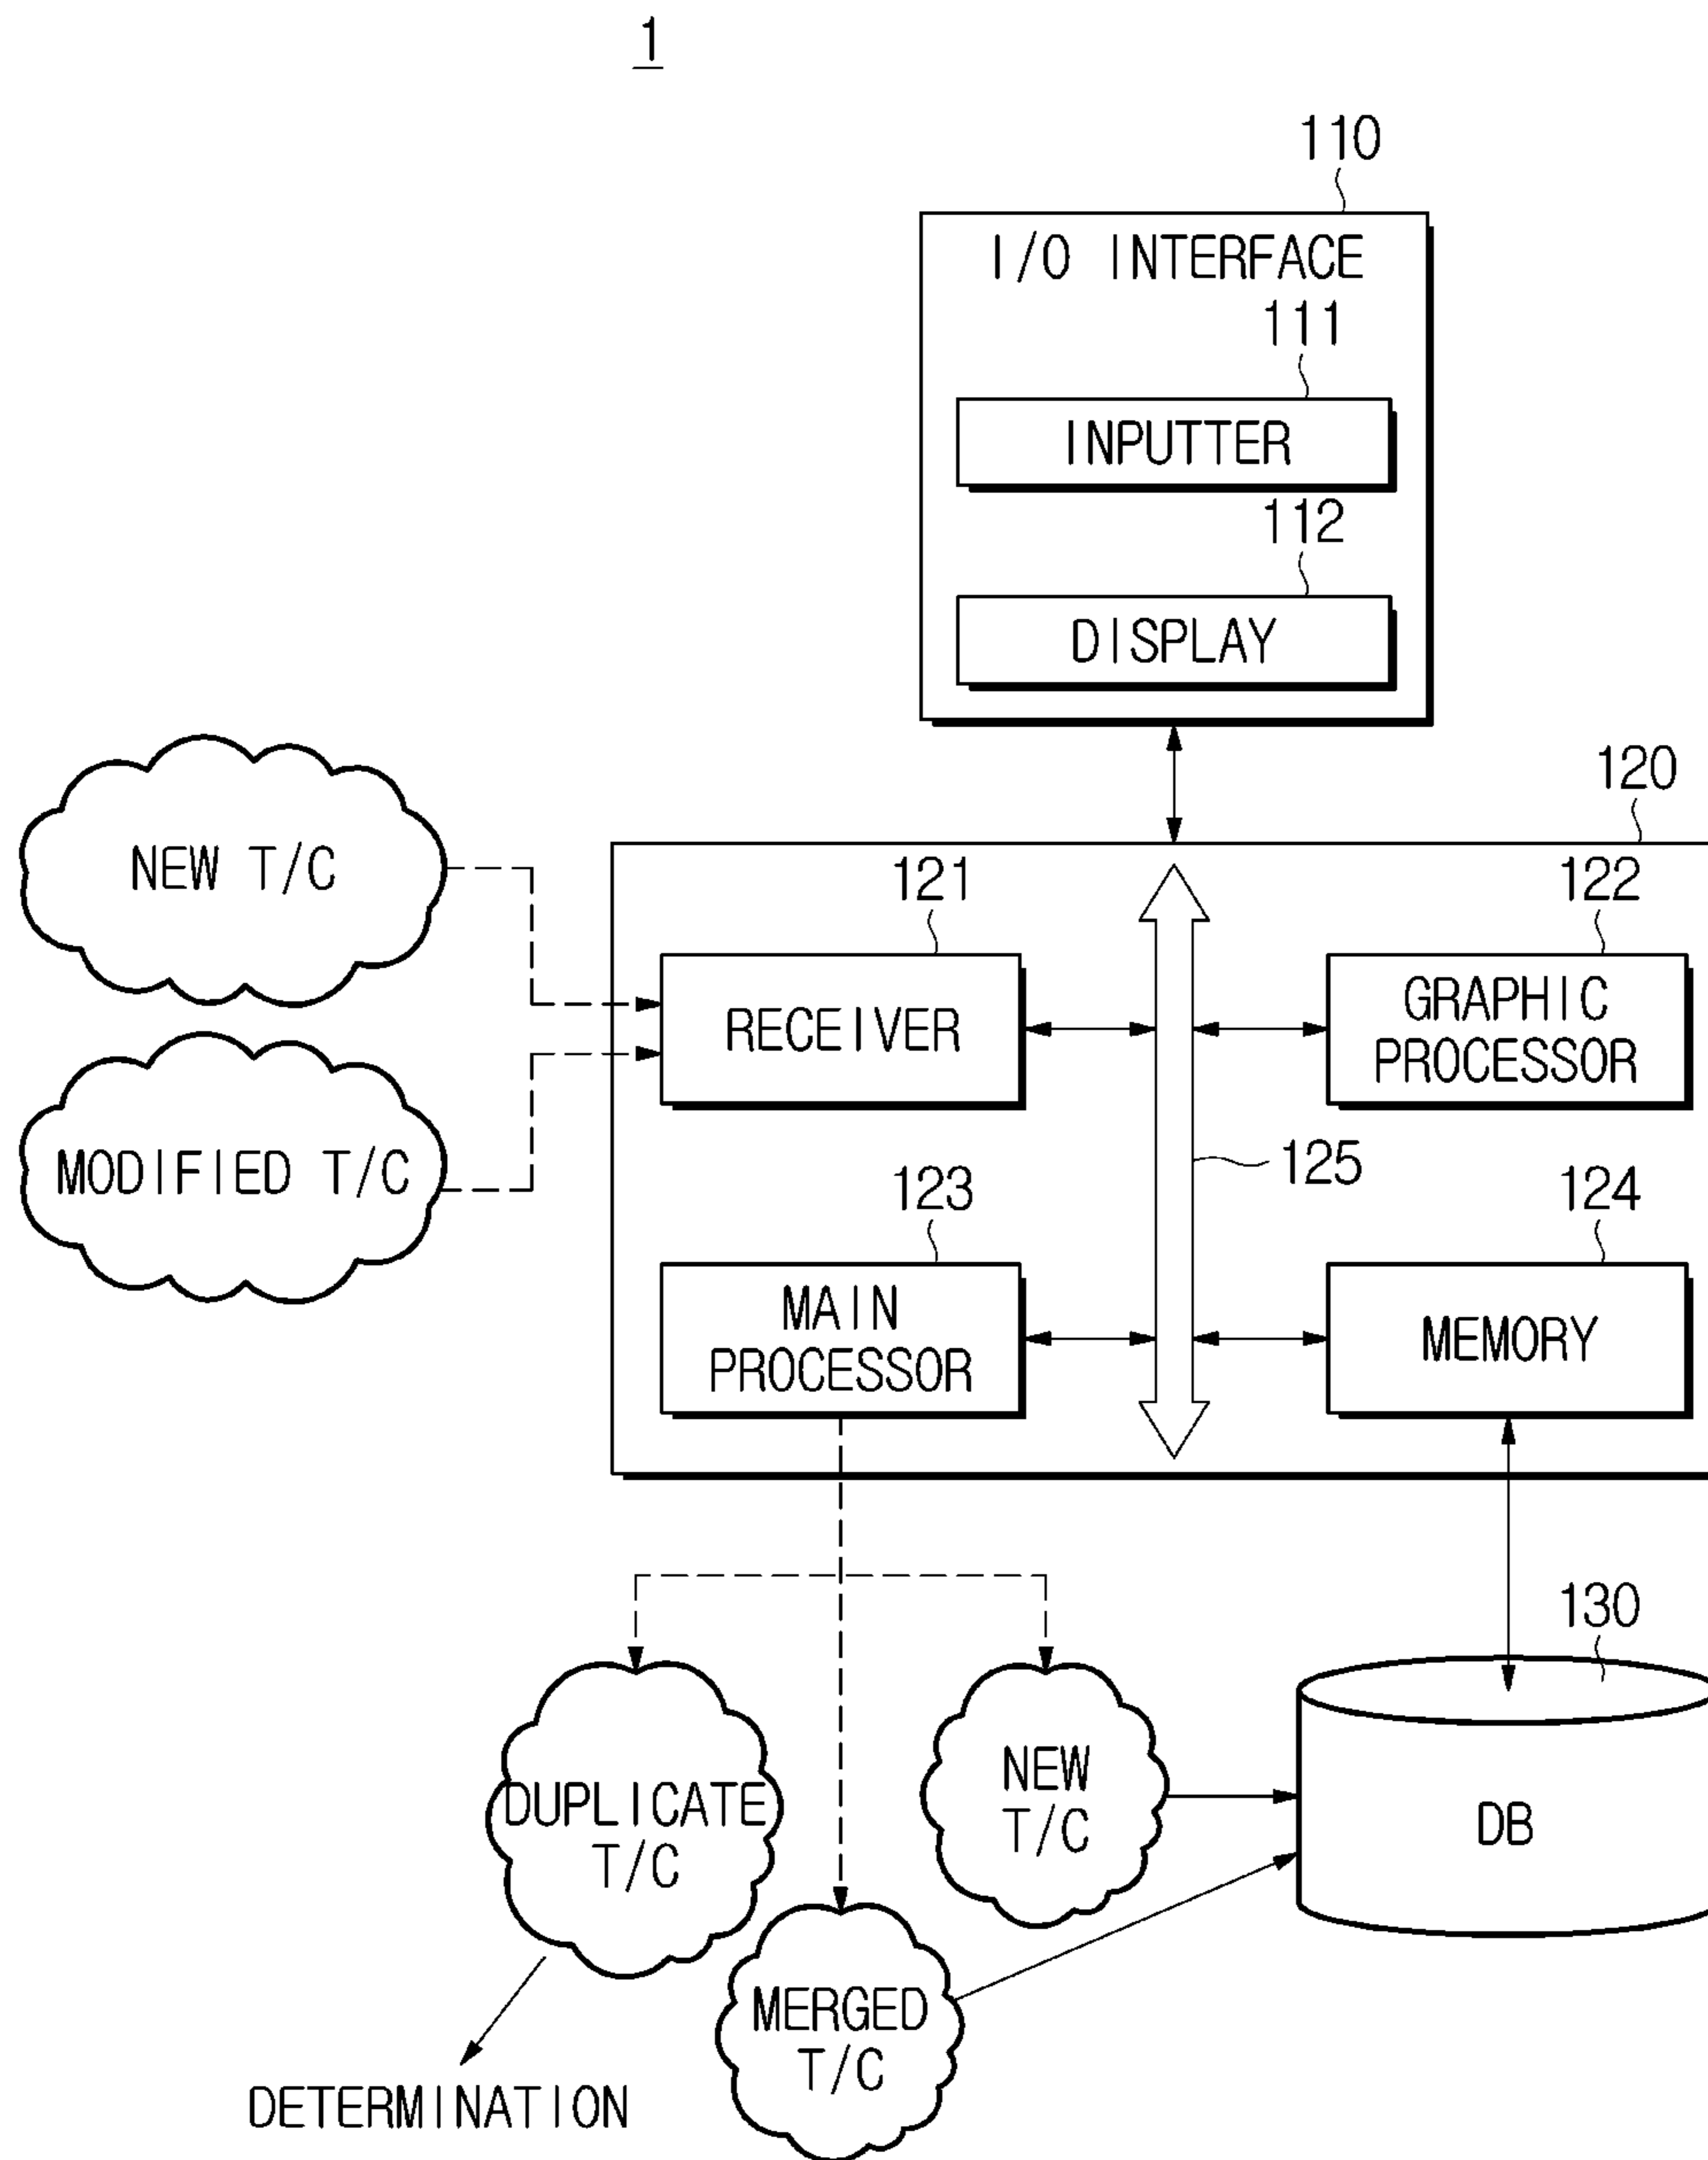 1
110
I/O INTERFACE
111
INPUTTER
112
DISPLAY
120
NEW T/C
121
122
RECEIVER
GRAPHIC
PROCESSOR
MODIFIED T/C
125
123
124
MAIN
PROCESSOR
MEMORY
130
DUPLICATE
T/C
NEW
T/C
DB
MERGED
T/C
DETERMINATION